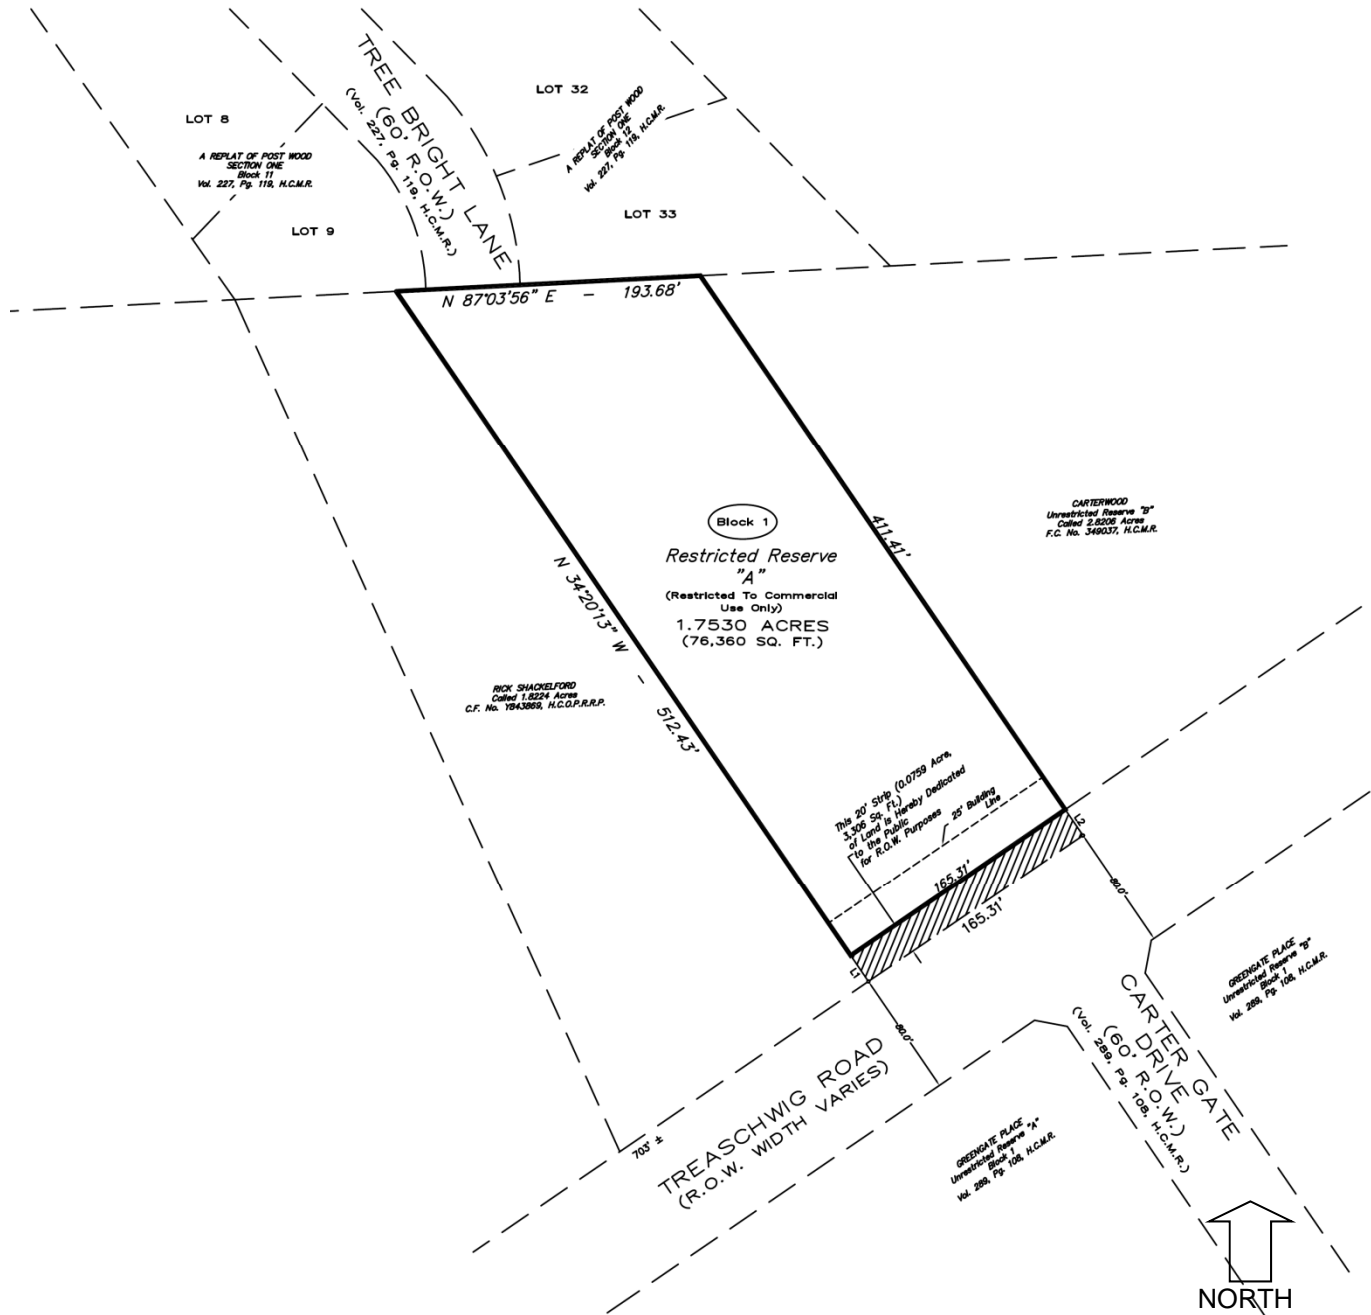 TREE BRIGHT LANE
(60' R.O.W.)
(Vol. 227, Pg. 119, H.C.M.R.)
LOT 32
A REPLAT OF POST WOOD
SECTION ONE
Block 12
Vol. 227, Pg. 119, H.C.M.R.
LOT 8
A REPLAT OF POST WOOD
SECTION ONE
Block 11
Vol. 227, Pg. 119, H.C.M.R.
LOT 9
LOT 33
N 87°03'56" E - 193.68'
411.41'
CARTERWOOD
Unrestricted Reserve "B"
Called 2.8206 Acres
F.C. No. 349037, H.C.M.R.
Block 1
Restricted Reserve
"A"
(Restricted To Commercial
Use Only)
1.7530 ACRES
(76,360 SQ. FT.)
N 34°20'13" W - 512.43'
RICK SHACKELFORD
Called 1.8224 Acres
C.F. No. Y843869, H.C.O.P.R.R.P.
This 20' Strip (0.0759 Acre,
3,306 Sq. Ft.)
of Land is Hereby Dedicated
to the Public
for R.O.W. Purposes
25' Building
Line
165.31'
165.31'
L2
L1
80.0'
80.0'
GREENGATE PLACE
Unrestricted Reserve "B"
Block 1
Vol. 289, Pg. 108, H.C.M.R.
CARTER GATE
DRIVE
(60' R.O.W.)
(Vol. 289, Pg. 108, H.C.M.R.)
TREASCHWIG ROAD
(R.O.W. WIDTH VARIES)
703' ±
GREENGATE PLACE
Unrestricted Reserve "A"
Block 1
Vol. 289, Pg. 108, H.C.M.R.
NORTH